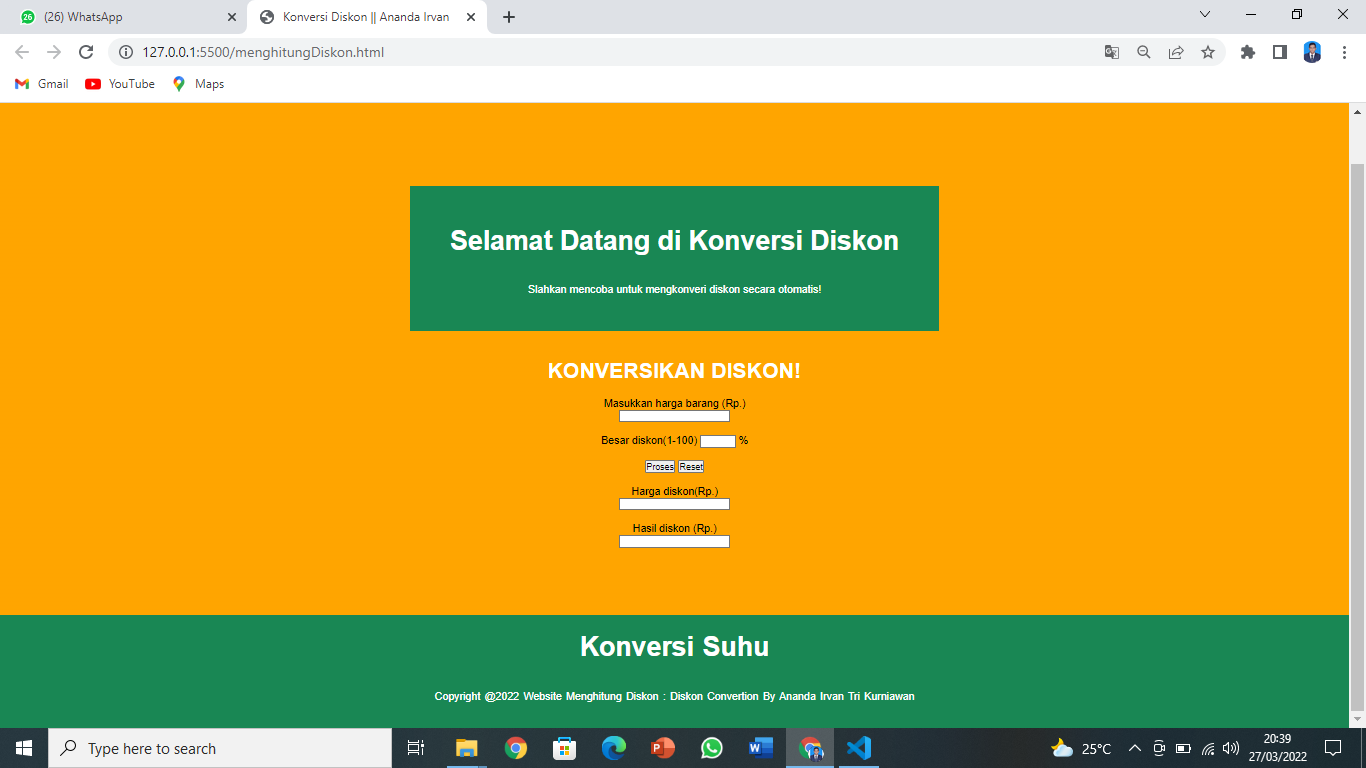 (26) WhatsApp
Konversi Diskon || Ananda Irvan
127.0.0.1:5500/menghitungDiskon.html
Gmail
YouTube
Maps
Selamat Datang di Konversi Diskon
Slahkan mencoba untuk mengkonveri diskon secara otomatis!
KONVERSIKAN DISKON!
Masukkan harga barang (Rp.)
Besar diskon(1-100) %
Proses Reset
Harga diskon(Rp.)
Hasil diskon (Rp.)
Konversi Suhu
Copyright @2022 Website Menghitung Diskon : Diskon Convertion By Ananda Irvan Tri Kurniawan
Type here to search
25°C
20:39
27/03/2022